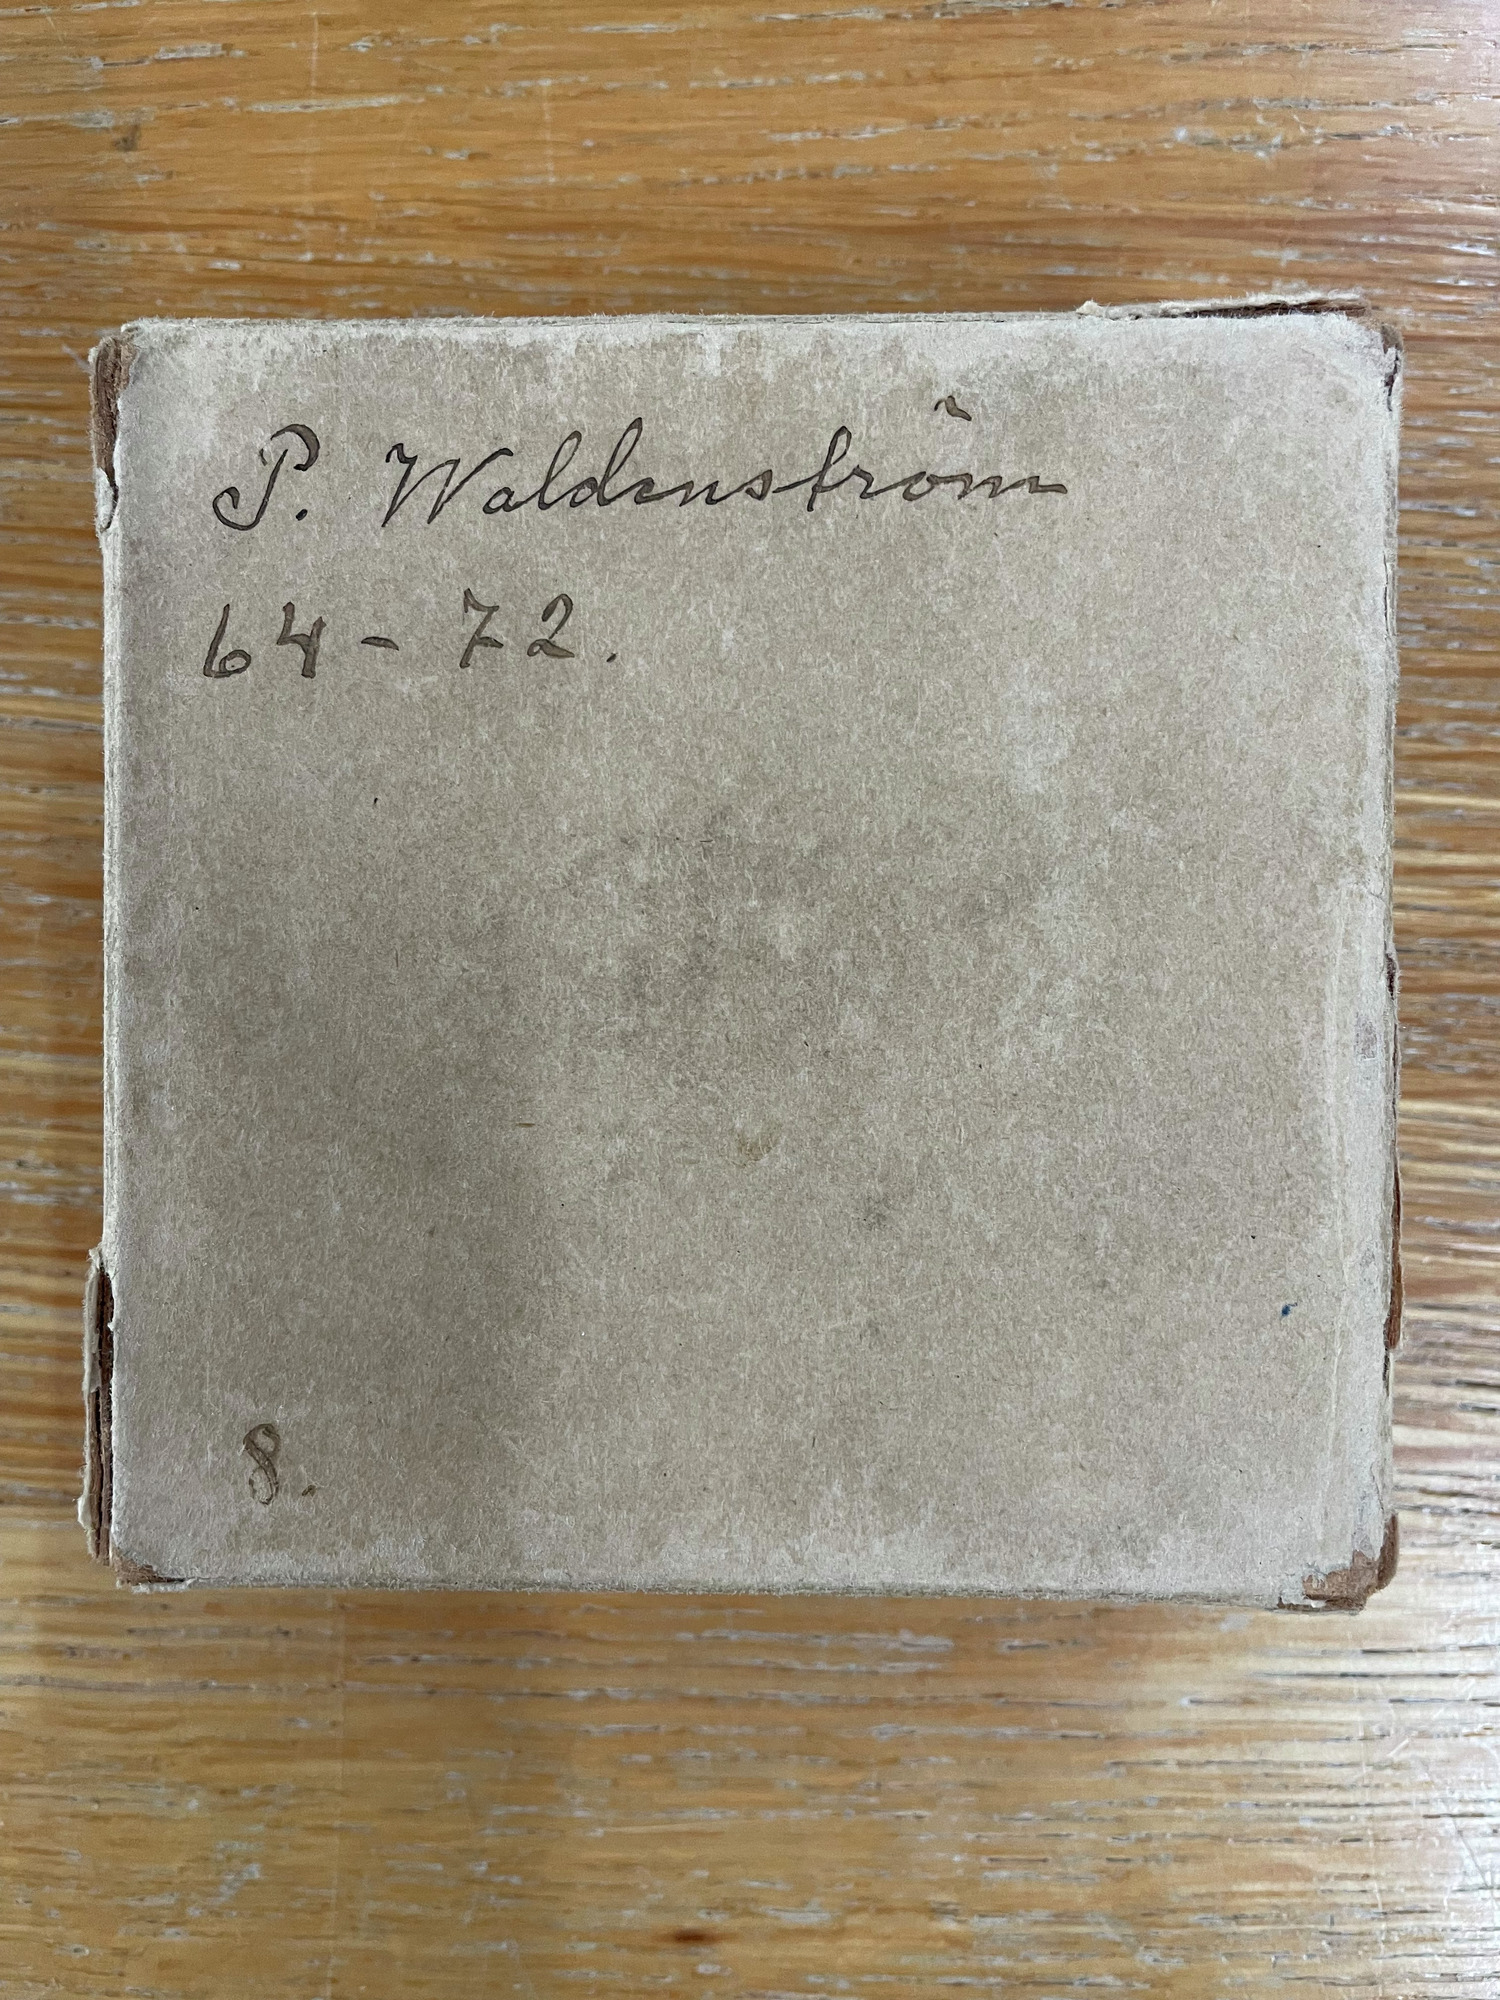 P. Waldenström
64 - 72.
8.